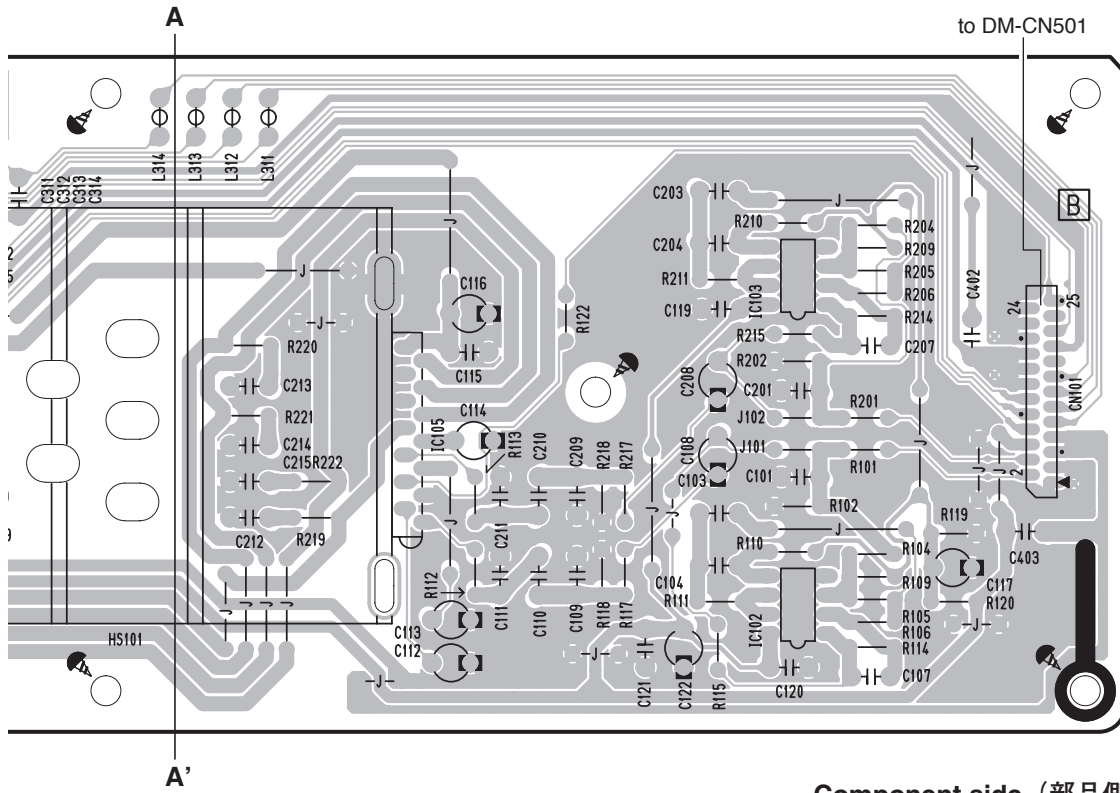 A
to DM-CN501
L314
L313
L312
L311
C311
C312
C313
C314
J
C203
J
R210
C204
R211
C119
IC103
R204
R209
R205
R206
R214
C207
J
C402
B
24
25
CN101
2
J
J
C116
C115
R122
R215
R202
C208
C201
J102
R201
J
J
R220
C213
R221
C214
C215
R222
C212
R219
IC105
C114
R113
C210
C209
R218
R217
C108
C103
J101
C101
R101
J
R102
J
R110
C104
R111
IC102
R104
R109
R105
R106
R114
C107
R119
C403
C117
R120
J
J
J
C211
R112
C111
C110
C109
R118
R117
J
J
J
J
J
HS101
C113
C112
J
J
C121
C122
R115
C120
A'